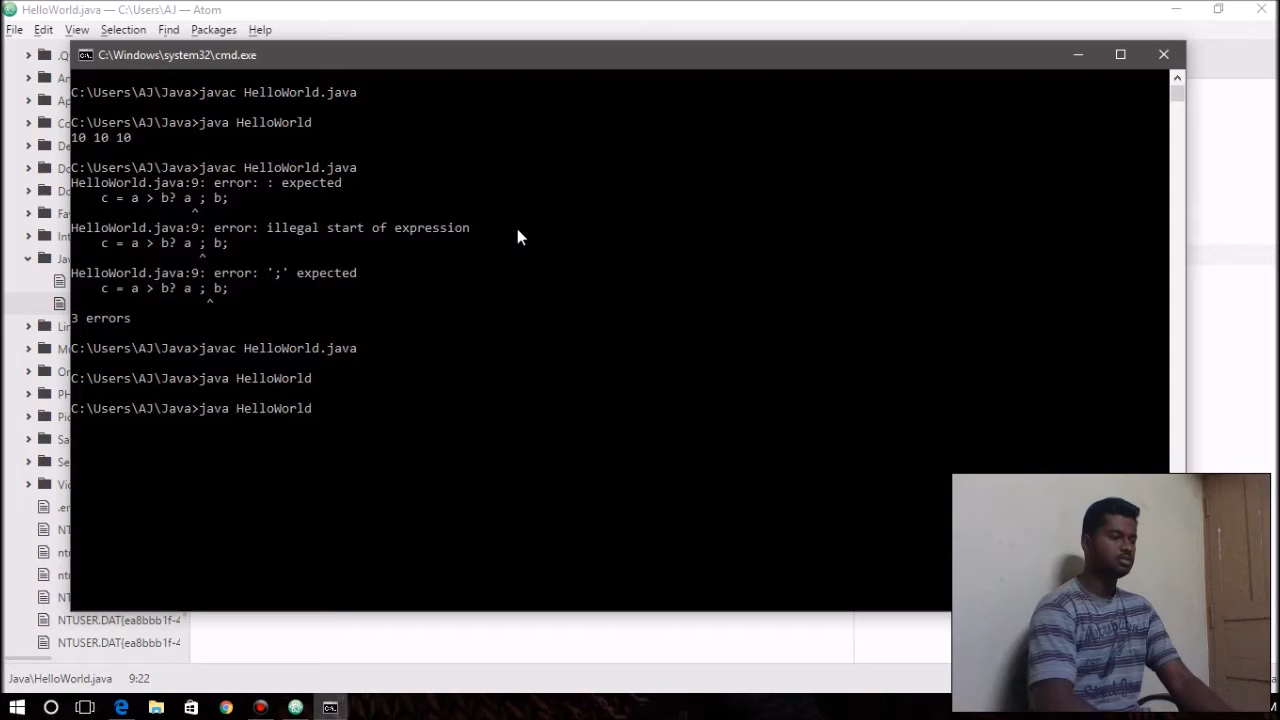 HelloWorld.java — C:\Users\AJ — Atom
File Edit View Selection Find Packages Help
C:\Windows\system32\cmd.exe
C:\Users\AJ\Java>javac HelloWorld.java
C:\Users\AJ\Java>java HelloWorld
10 10 10
C:\Users\AJ\Java>javac HelloWorld.java
HelloWorld.java:9: error: : expected
c = a > b? a ; b;
^
HelloWorld.java:9: error: illegal start of expression
c = a > b? a ; b;
^
HelloWorld.java:9: error: ';' expected
c = a > b? a ; b;
^
3 errors
C:\Users\AJ\Java>javac HelloWorld.java
C:\Users\AJ\Java>java HelloWorld
C:\Users\AJ\Java>java HelloWorld
NTUSER.DAT{ea8bbb1f-4
NTUSER.DAT{ea8bbb1f-4
Java\HelloWorld.java 9:22